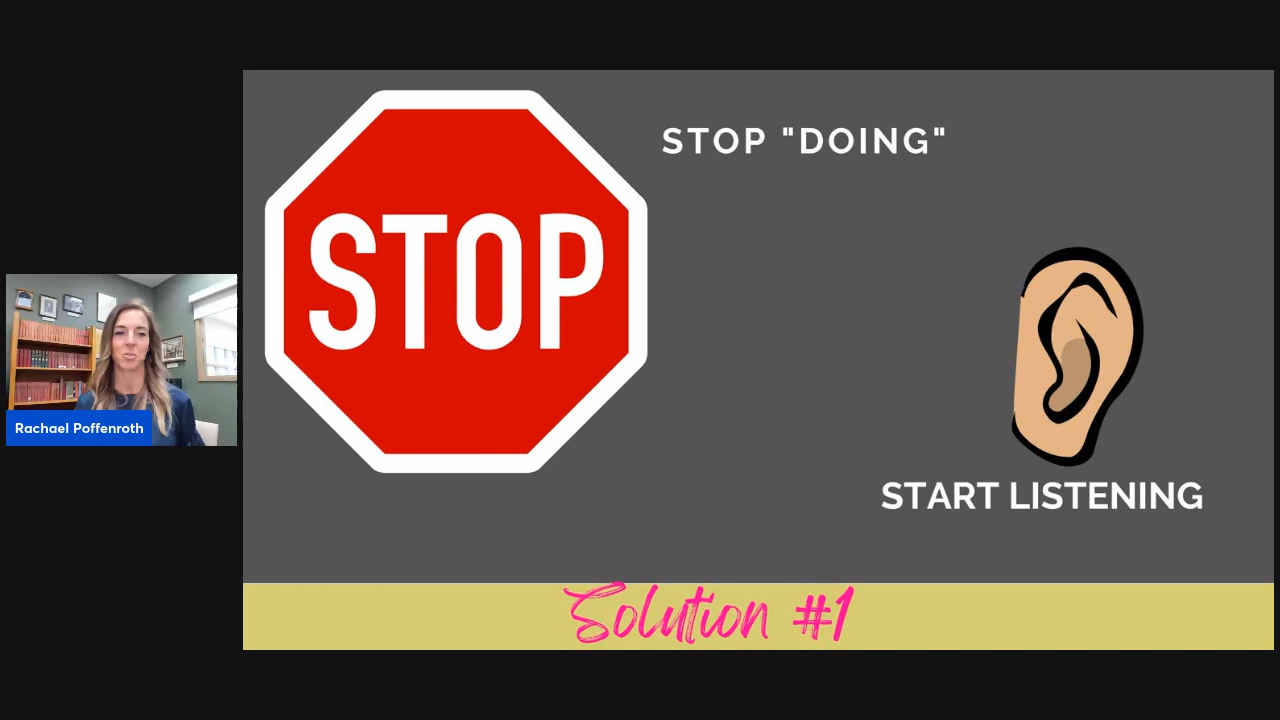 STOP "DOING"
STOP
Rachael Poffenroth
START LISTENING
Solution #1